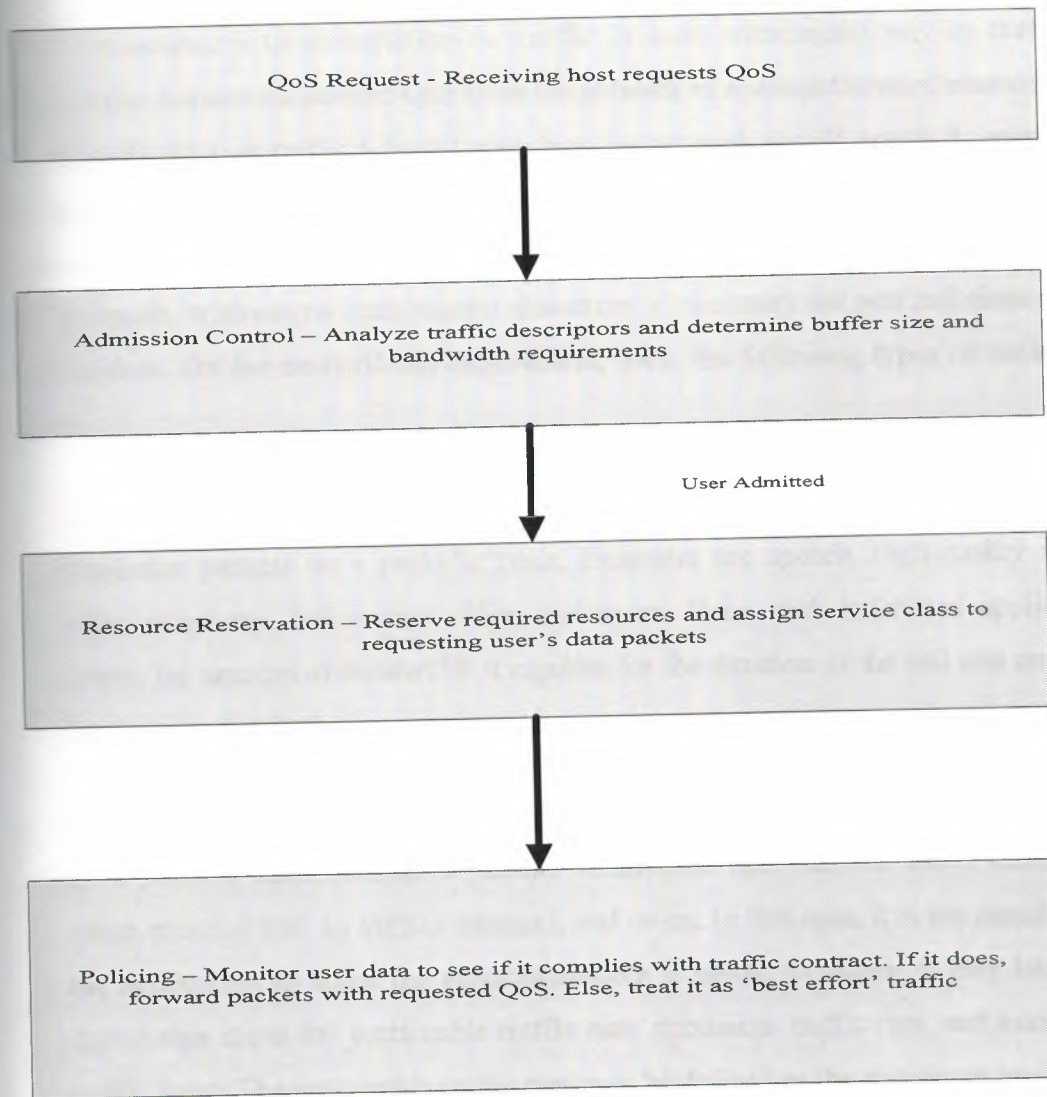 QoS Request - Receiving host requests QoS
Admission Control – Analyze traffic descriptors and determine buffer size and
bandwidth requirements
User Admitted
Resource Reservation – Reserve required resources and assign service class to
requesting user's data packets
Policing – Monitor user data to see if it complies with traffic contract. If it does,
forward packets with requested QoS. Else, treat it as ‘best effort’ traffic